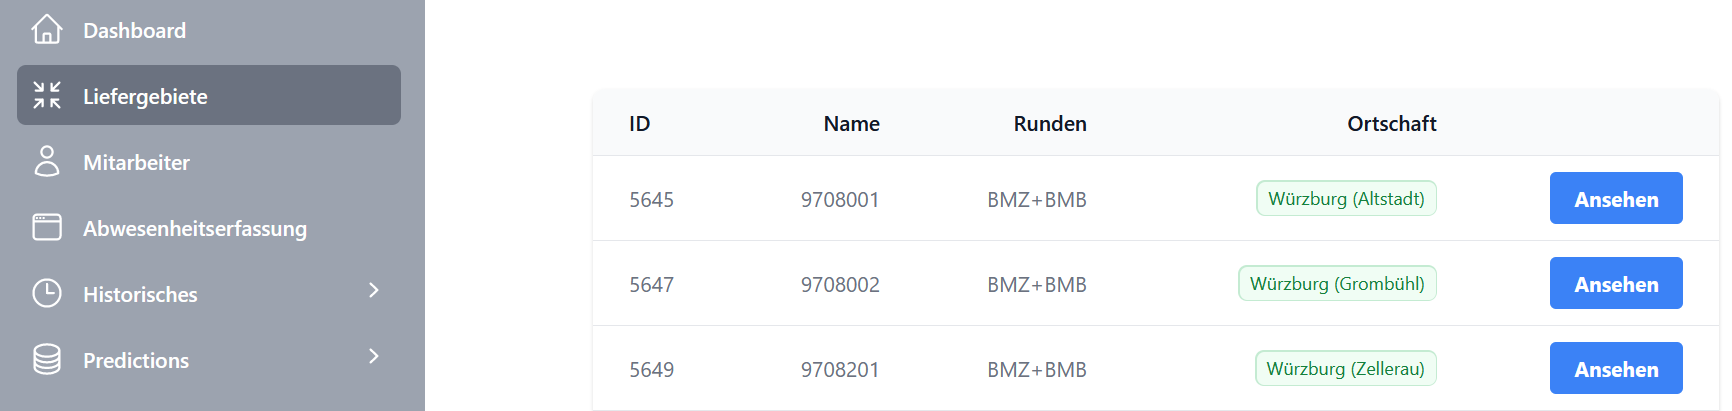 Dashboard
Liefergebiete
Mitarbeiter
Abwesenheitserfassung
Historisches
Predictions
ID Name Runden Ortschaft
5645 9708001 BMZ+BMB Würzburg (Altstadt) Ansehen
5647 9708002 BMZ+BMB Würzburg (Grombühl) Ansehen
5649 9708201 BMZ+BMB Würzburg (Zellerau) Ansehen